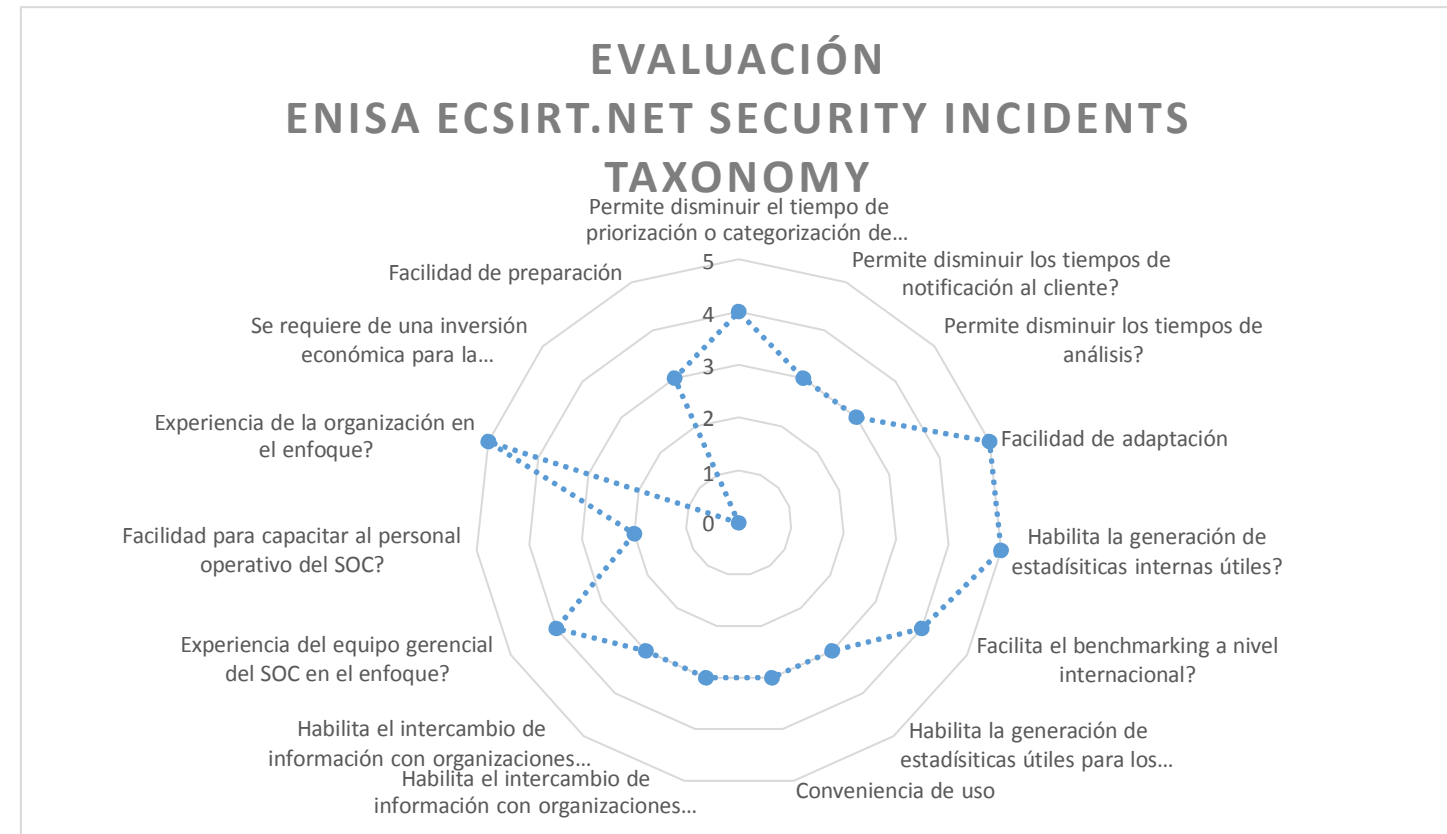 EVALUACIÓN
ENISA ECSIRT.NET SECURITY INCIDENTS
TAXONOMY
Permite disminuir el tiempo de
priorización o categorización de...
Permite disminuir los tiempos de
notificación al cliente?
Permite disminuir los tiempos de
análisis?
Facilidad de adaptación
Habilita la generación de
estadísiticas internas útiles?
Facilita el benchmarking a nivel
internacional?
Habilita la generación de
estadísiticas útiles para los...
Conveniencia de uso
Habilita el intercambio de
información con organizaciones...
Habilita el intercambio de
información con organizaciones...
Experiencia del equipo gerencial
del SOC en el enfoque?
Facilidad para capacitar al personal
operativo del SOC?
Experiencia de la organización en
el enfoque?
Se requiere de una inversión
económica para la...
Facilidad de preparación
5
4
3
2
1
0